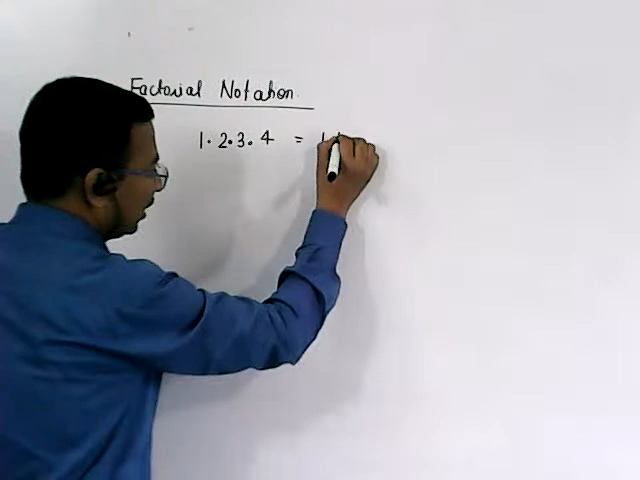 Factorial Notation
1.2.3.4 =